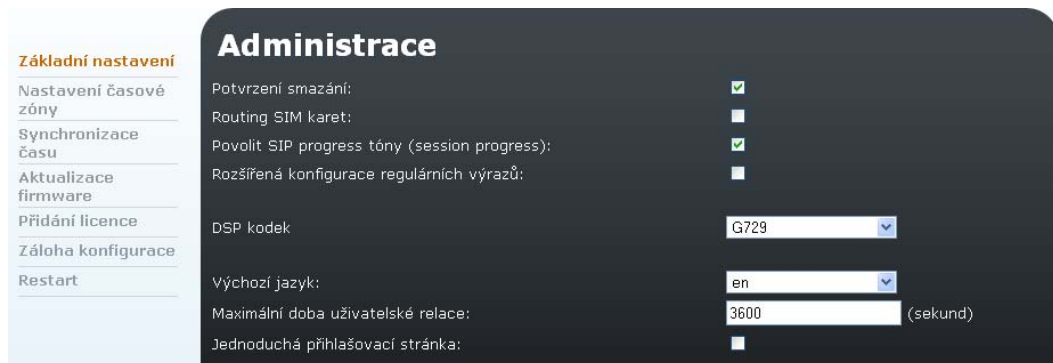 Základní nastavení
Nastavení časové
zóny
Synchronizace
času
Aktualizace
firmware
Přidání licence
Záloha konfigurace
Restart
Administrace
Potvrzení smazání:
Routing SIM karet:
Povolit SIP progress tóny (session progress):
Rozšířená konfigurace regulárních výrazů:
DSP kodek G729
Výchozí jazyk: en
Maximální doba uživatelské relace: 3600 (sekund)
Jednoduchá přihlašovací stránka: